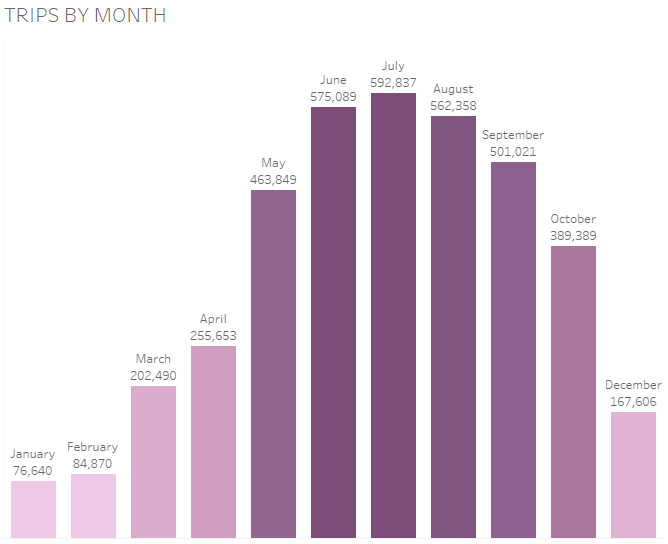 TRIPS BY MONTH
January
76,640
February
84,870
March
202,490
April
255,653
May
463,849
June
575,089
July
592,837
August
562,358
September
501,021
October
389,389
December
167,606